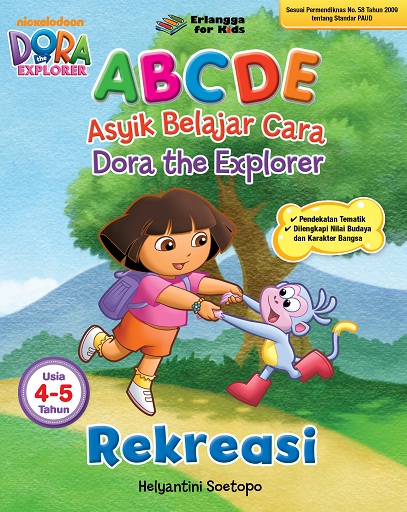 nickelodeon
DORA
the
EXPLORER
Erlangga
for Kids
Sesuai Permendiknas No. 58 Tahun 2009
tentang Standar PAUD
ABCDE
Asyik Belajar Cara
Dora the Explorer
✔ Pendekatan Tematik
✔ Dilengkapi Nilai Budaya
dan Karakter Bangsa
Usia
4-5
Tahun
Rekreasi
Helyantini Soetopo